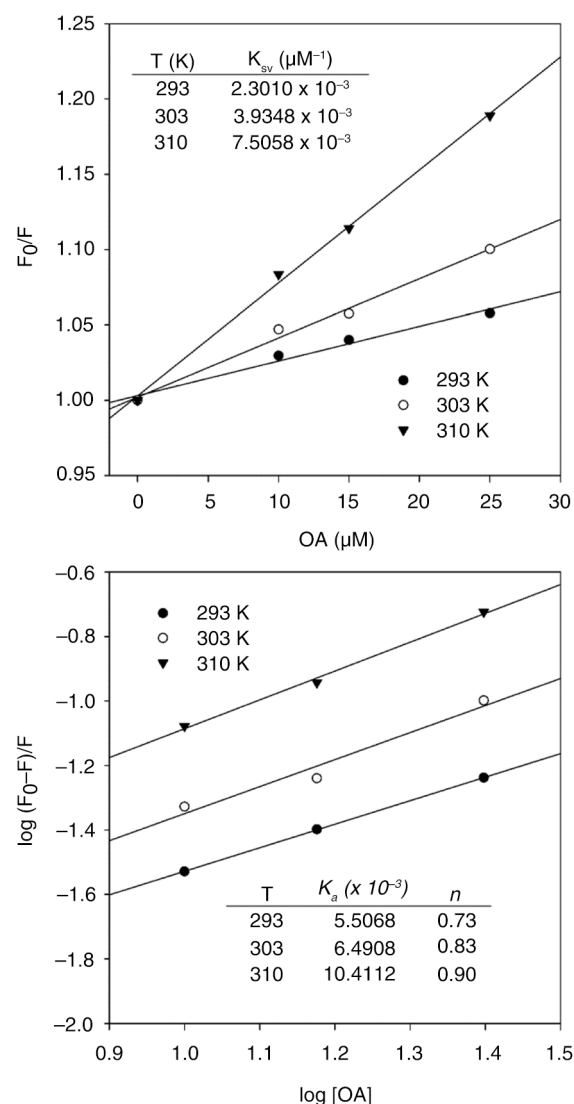 1.25
T (K) K_sv (µM⁻¹)
293 2.3010 x 10⁻³
303 3.9348 x 10⁻³
310 7.5058 x 10⁻³
1.20
1.15
F₀/F
1.10
1.05
293 K
303 K
310 K
1.00
0.95
0 5 10 15 20 25 30
OA (µM)
−0.6
293 K
303 K
310 K
−0.8
−1.0
−1.2
log (F₀−F)/F
−1.4
−1.6
T K_a (x 10⁻³) n
293 5.5068 0.73
303 6.4908 0.83
310 10.4112 0.90
−1.8
−2.0
0.9 1.0 1.1 1.2 1.3 1.4 1.5
log [OA]